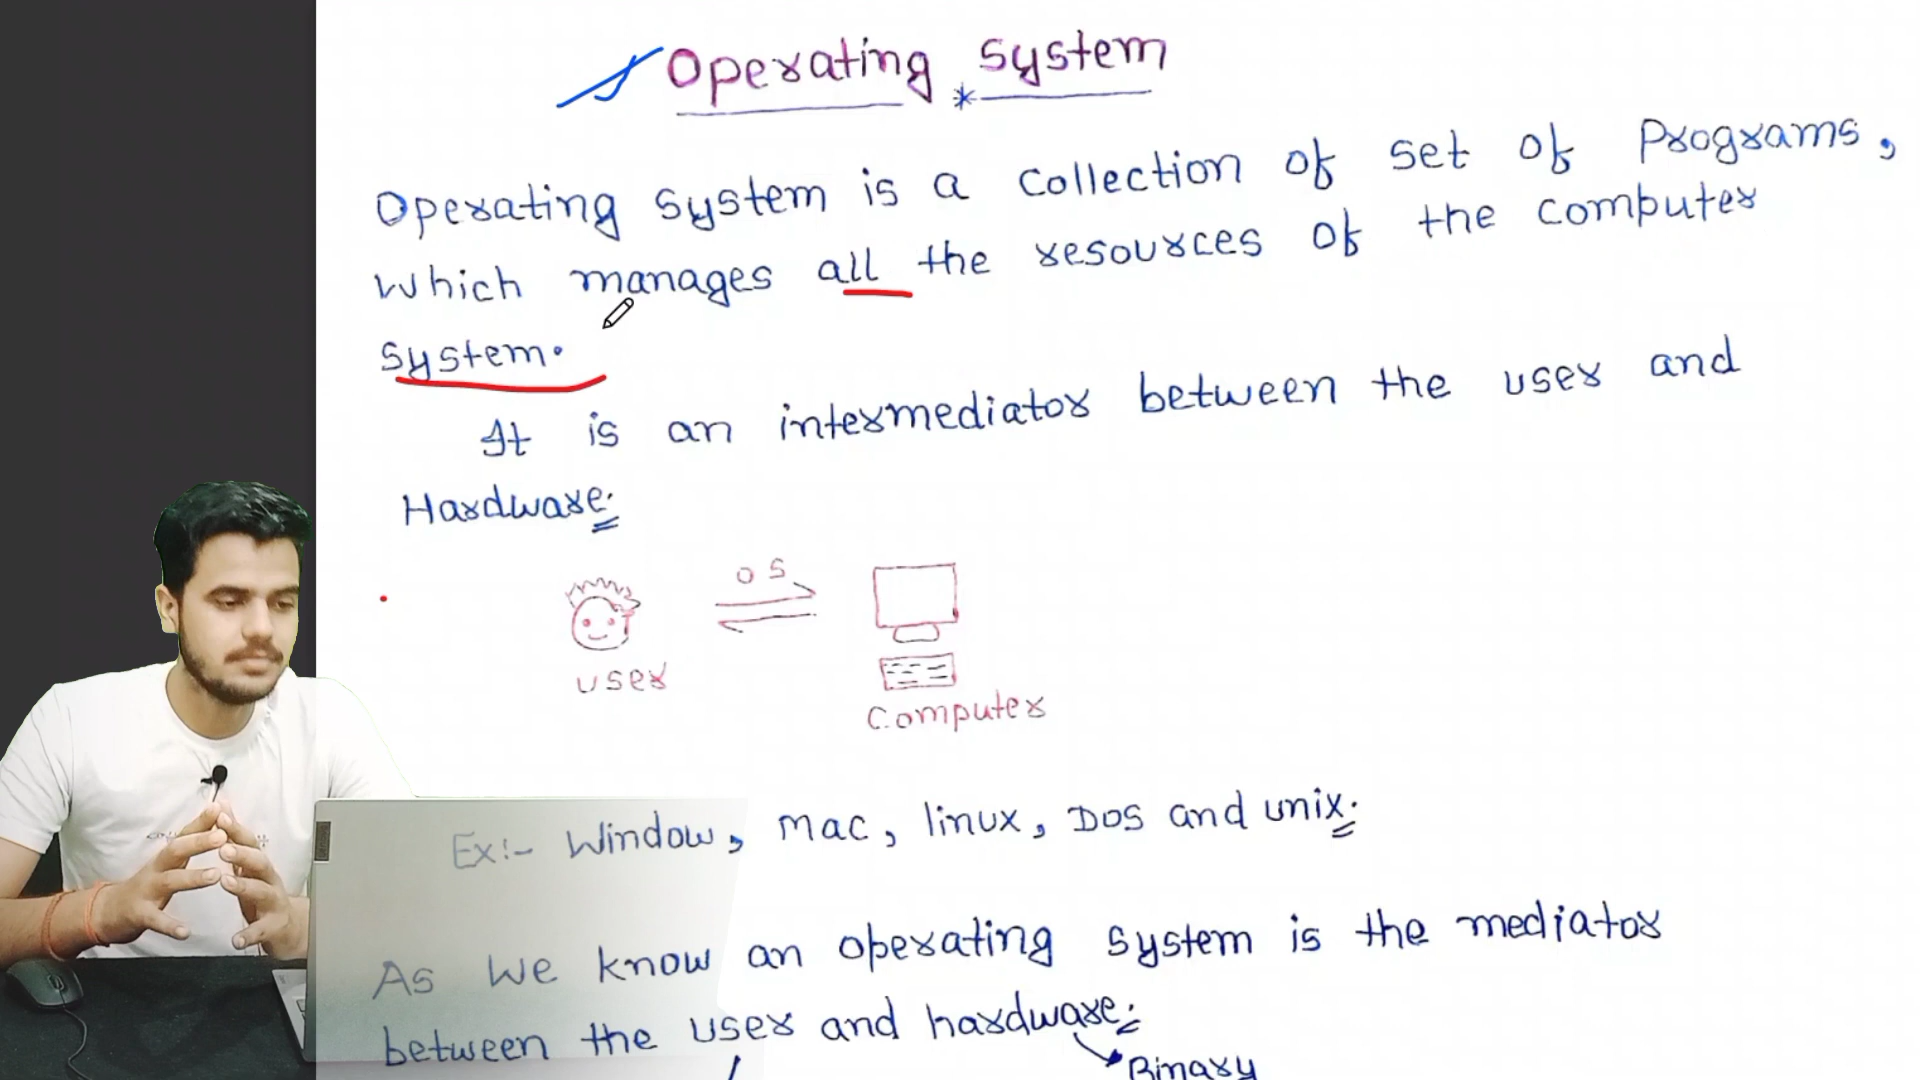 Operating System
Operating System is a Collection of Set of Programs,
which manages all the resources of the Computer
System.
It is an intermediator between the user and
Hardware.
OS
user
Computer
Ex:- Window, Mac, linux, DOS and unix.
As we know an operating System is the mediator
between the user and hardware.
Binary